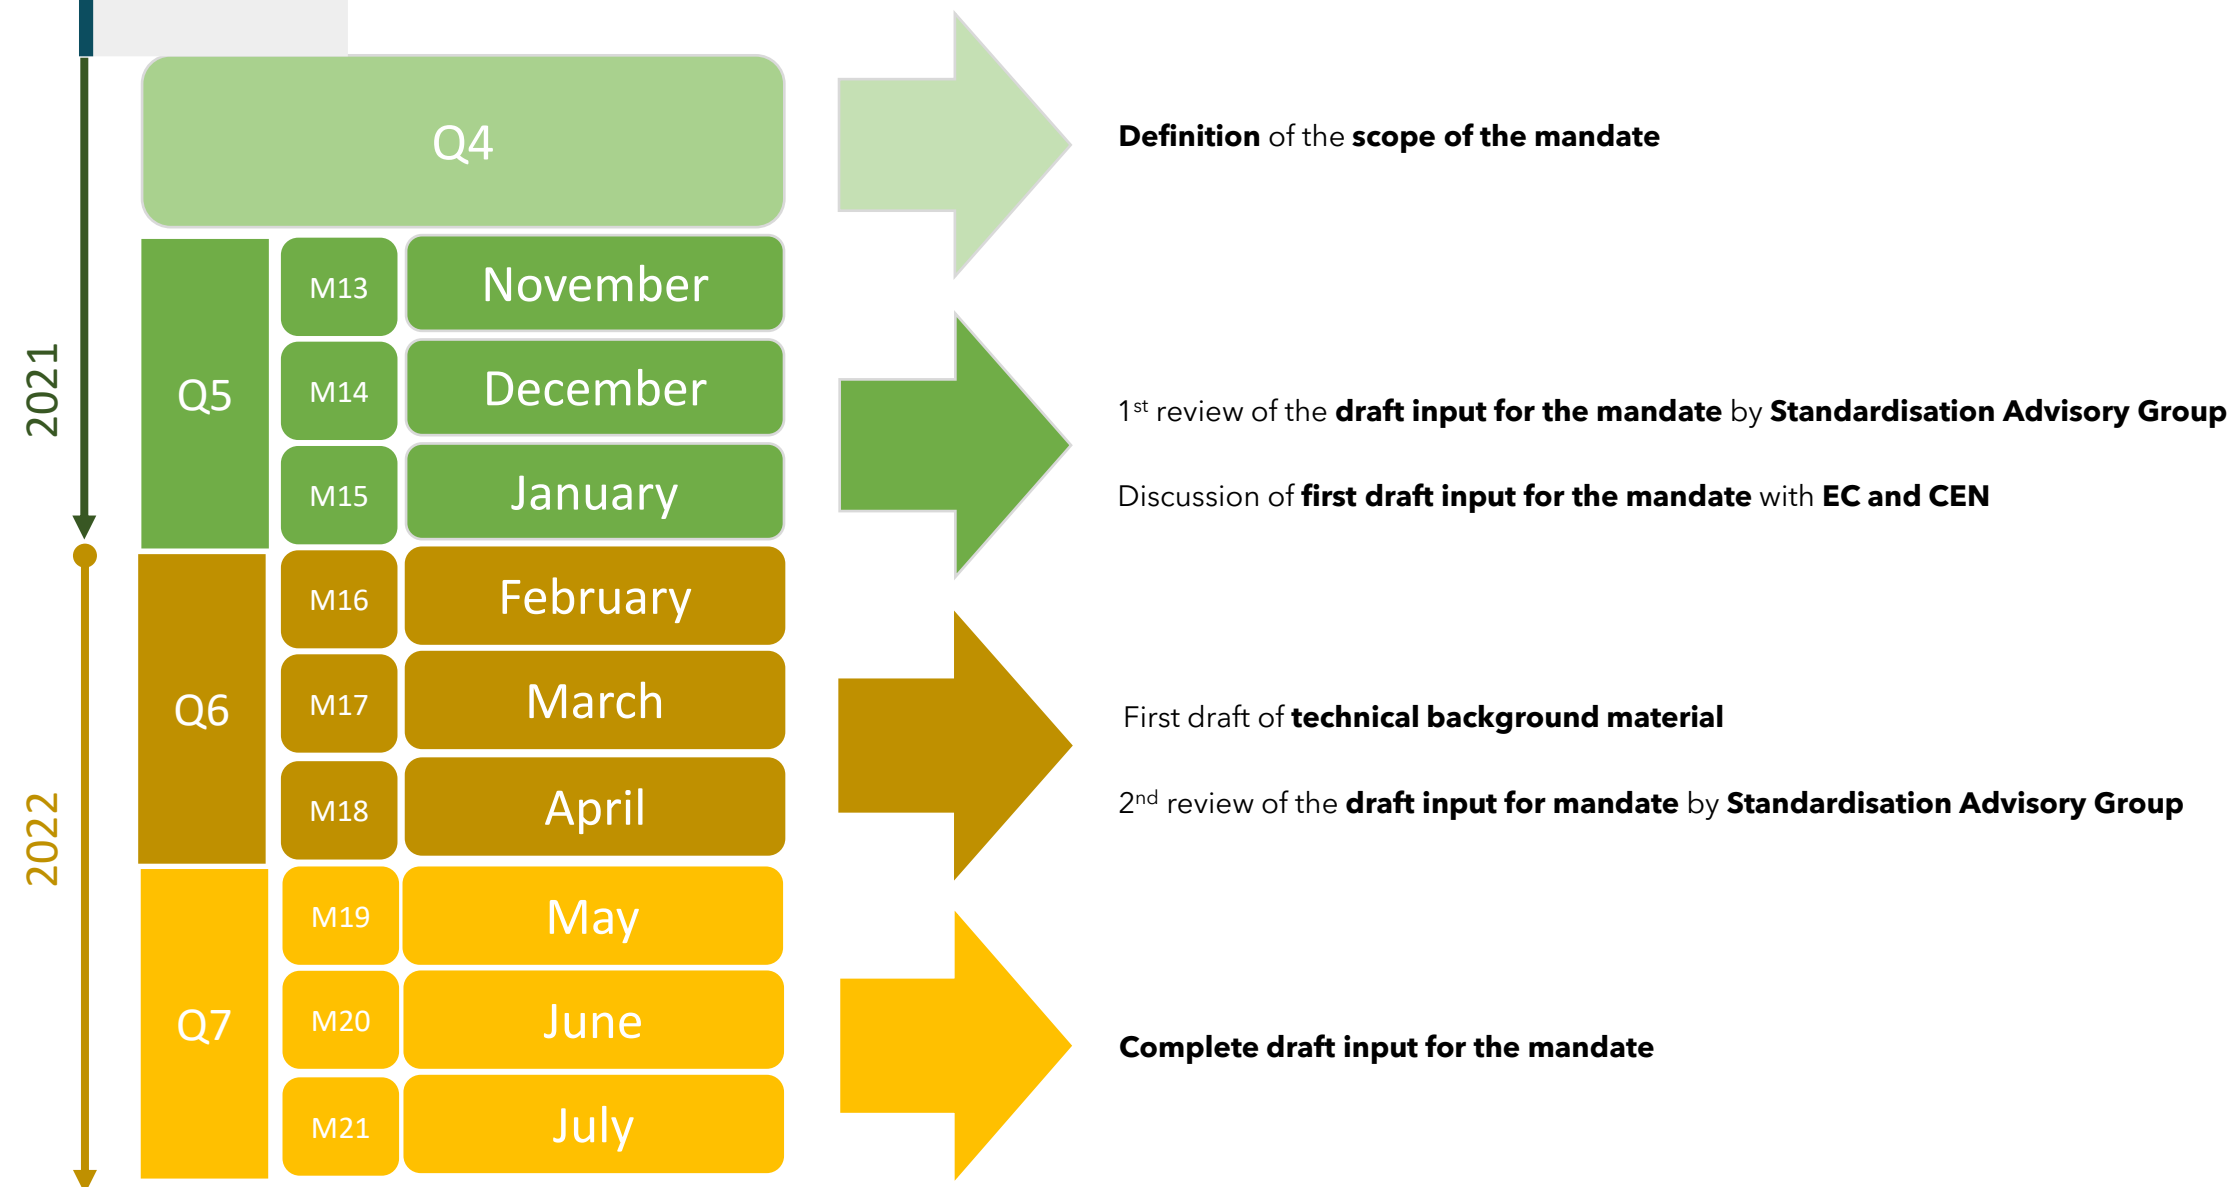 Q4
Definition of the scope of the mandate
2021
Q5
M13
November
M14
December
M15
January
1st review of the draft input for the mandate by Standardisation Advisory Group
Discussion of first draft input for the mandate with EC and CEN
2022
Q6
M16
February
M17
March
M18
April
First draft of technical background material
2nd review of the draft input for mandate by Standardisation Advisory Group
Q7
M19
May
M20
June
M21
July
Complete draft input for the mandate